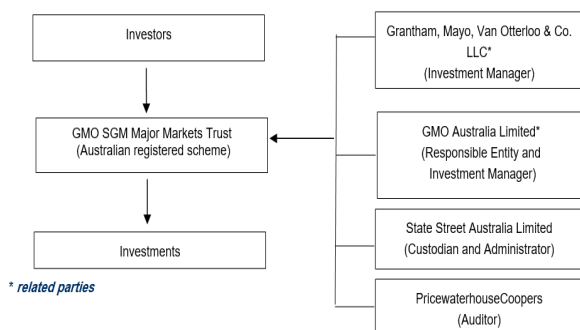 Investors
GMO SGM Major Markets Trust
(Australian registered scheme)
Investments
* related parties
Grantham, Mayo, Van Otterloo & Co.
LLC*
(Investment Manager)
GMO Australia Limited*
(Responsible Entity and
Investment Manager)
State Street Australia Limited
(Custodian and Administrator)
PricewaterhouseCoopers
(Auditor)